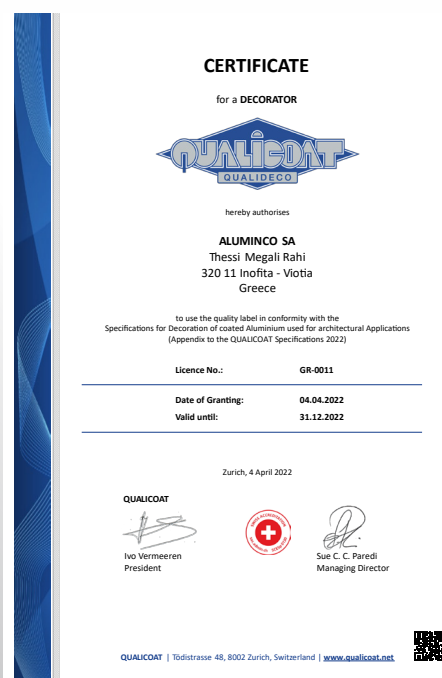 CERTIFICATE
for a DECORATOR
QUALICOAT
QUALIDECO
hereby authorises
ALUMINCO SA
Thessi Megali Rahi
320 11 Inofita - Viotia
Greece
to use the quality label in conformity with the
Specifications for Decoration of coated Aluminium used for architectural Applications
(Appendix to the QUALICOAT Specifications 2022)
Licence No.: GR-0011
Date of Granting: 04.04.2022
Valid until: 31.12.2022
Zurich, 4 April 2022
QUALICOAT
SWISS ACCREDITATION
Ivo Vermeeren
President
Sue C. C. Paredi
Managing Director
QUALICOAT | Tödistrasse 48, 8002 Zurich, Switzerland | www.qualicoat.net